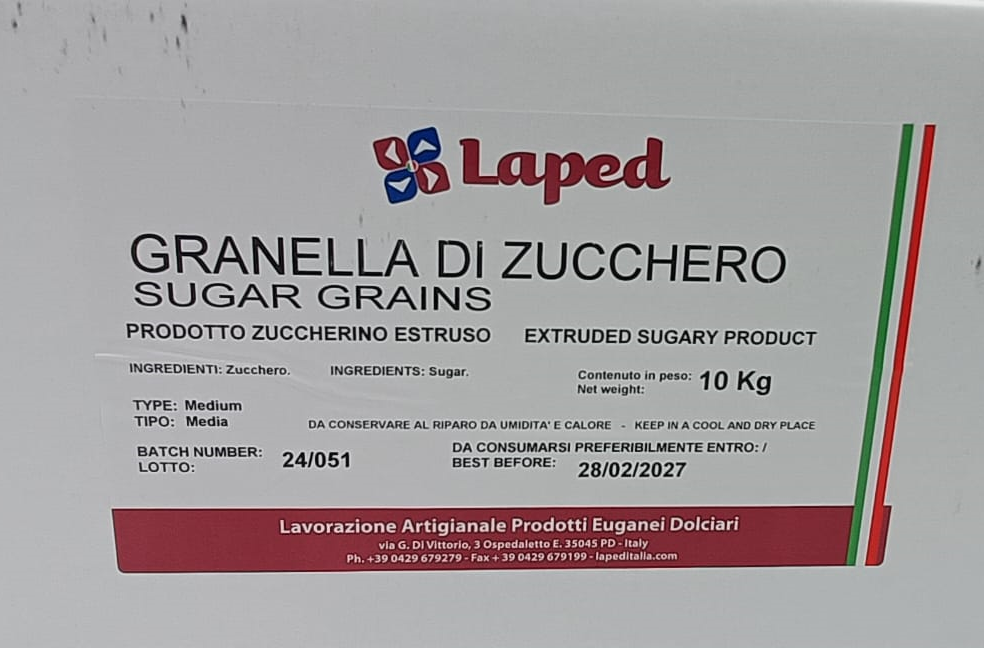 Laped
GRANELLA DI ZUCCHERO
SUGAR GRAINS
PRODOTTO ZUCCHERINO ESTRUSO EXTRUDED SUGARY PRODUCT
INGREDIENTI: Zucchero. INGREDIENTS: Sugar.
Contenuto in peso: 10 Kg
Net weight:
TYPE: Medium
TIPO: Media
DA CONSERVARE AL RIPARO DA UMIDITA' E CALORE - KEEP IN A COOL AND DRY PLACE
BATCH NUMBER: 24/051
LOTTO:
DA CONSUMARSI PREFERIBILMENTE ENTRO: /
BEST BEFORE: 28/02/2027
Lavorazione Artigianale Prodotti Euganei Dolciari
via G. Di Vittorio, 3 Ospedaletto E. 35045 PD - Italy
Ph. +39 0429 679279 - Fax + 39 0429 679199 - lapeditalia.com